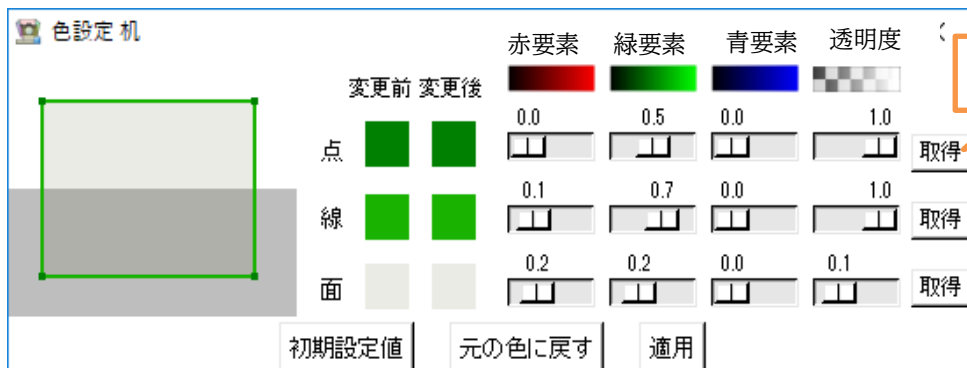 色設定 机
赤要素 緑要素 青要素 透明度
変更前 変更後
0.0 0.5 0.0 1.0
点 取得
0.1 0.7 0.0 1.0
線 取得
0.2 0.2 0.0 0.1
面 取得
初期設定値 元の色に戻す 適用